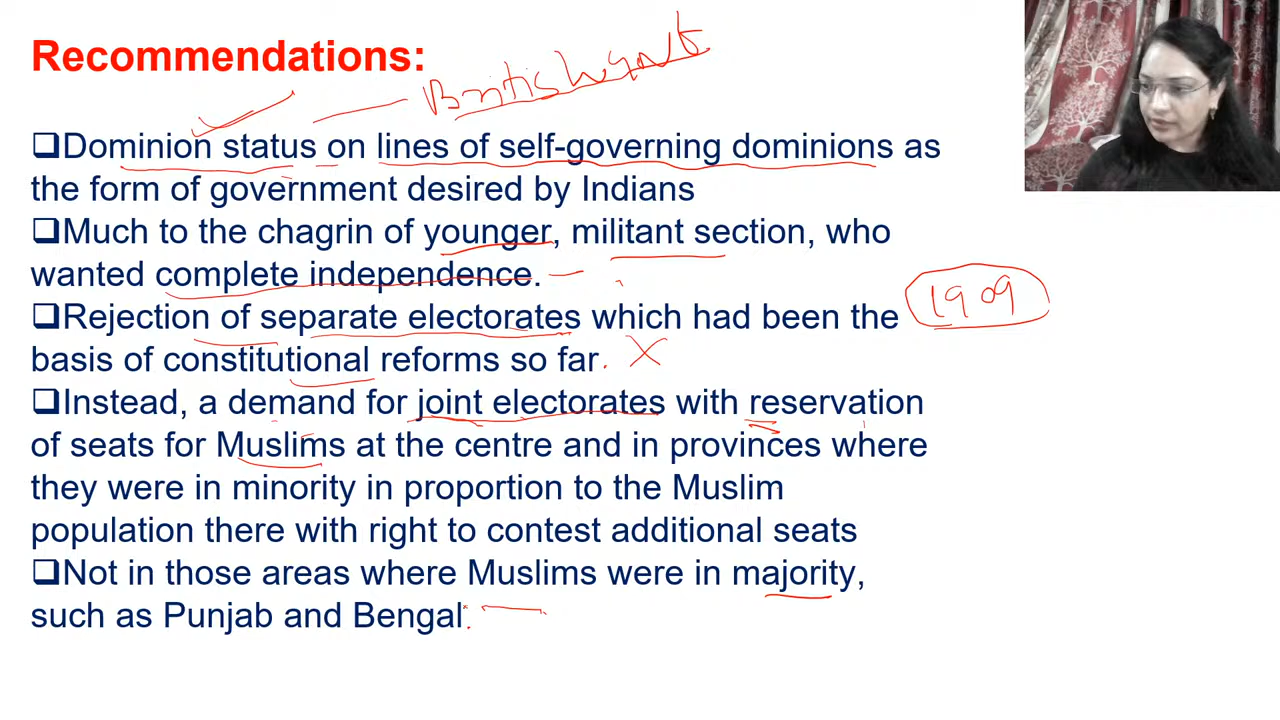 Recommendations:
British Govt
❑Dominion status on lines of self-governing dominions as
the form of government desired by Indians
❑Much to the chagrin of younger, militant section, who
wanted complete independence.
❑Rejection of separate electorates which had been the
1909
basis of constitutional reforms so far.
❑Instead, a demand for joint electorates with reservation
of seats for Muslims at the centre and in provinces where
they were in minority in proportion to the Muslim
population there with right to contest additional seats
❑Not in those areas where Muslims were in majority,
such as Punjab and Bengal.